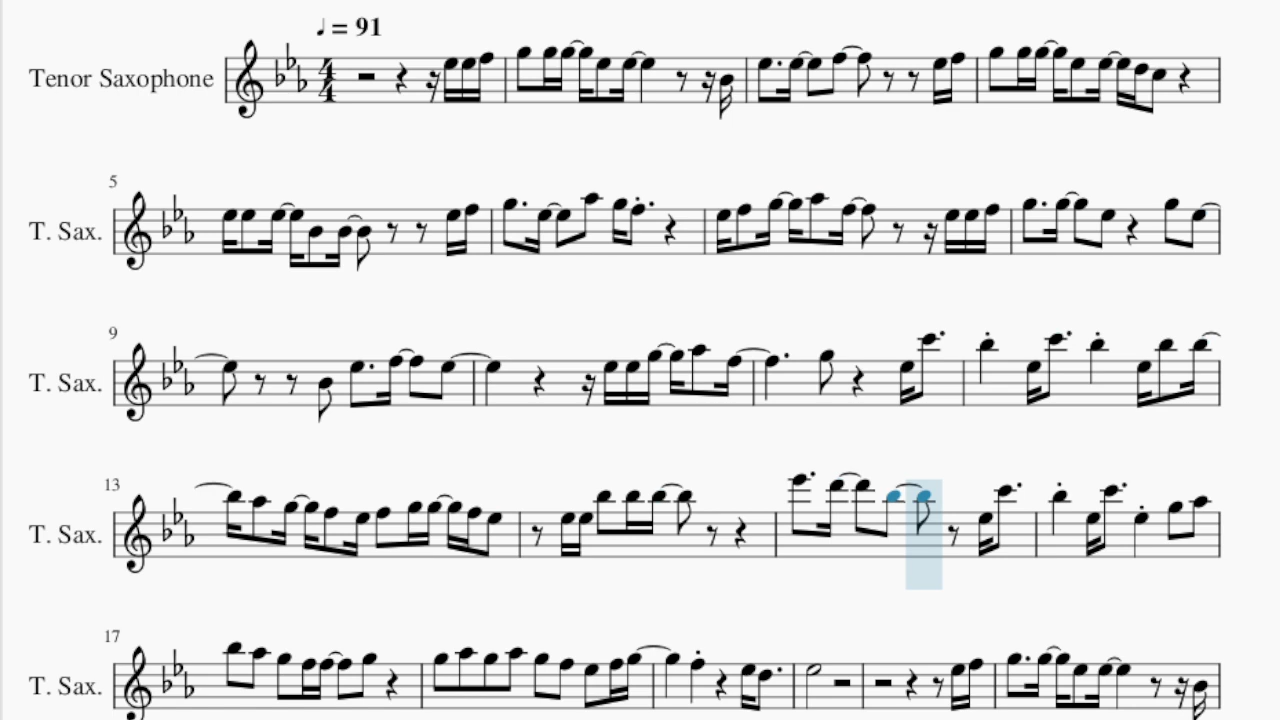 ♩ = 91
Tenor Saxophone
4
4
5
T. Sax.
9
T. Sax.
13
T. Sax.
17
T. Sax.